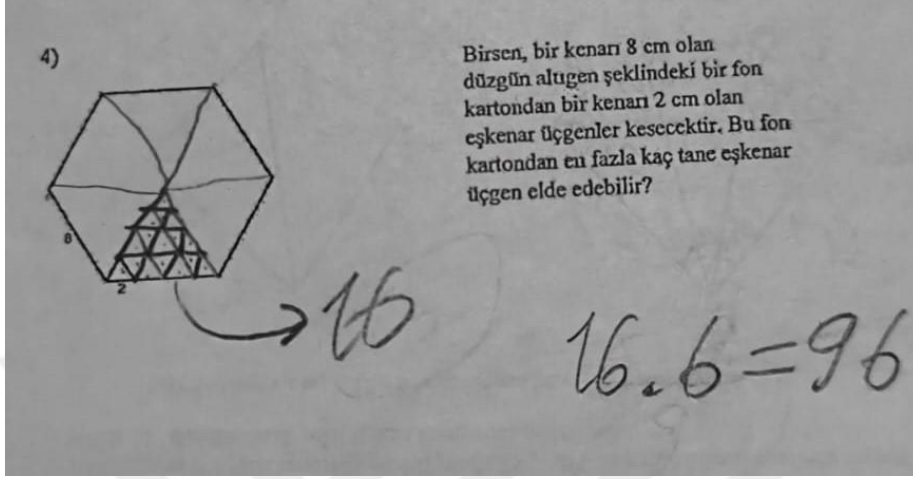 4)
Birsen, bir kenarı 8 cm olan
düzgün altıgen şeklindeki bir fon
kartondan bir kenarı 2 cm olan
eşkenar üçgenler kesecektir. Bu fon
kartondan en fazla kaç tane eşkenar
üçgen elde edebilir?
8
2
16
16.6=96